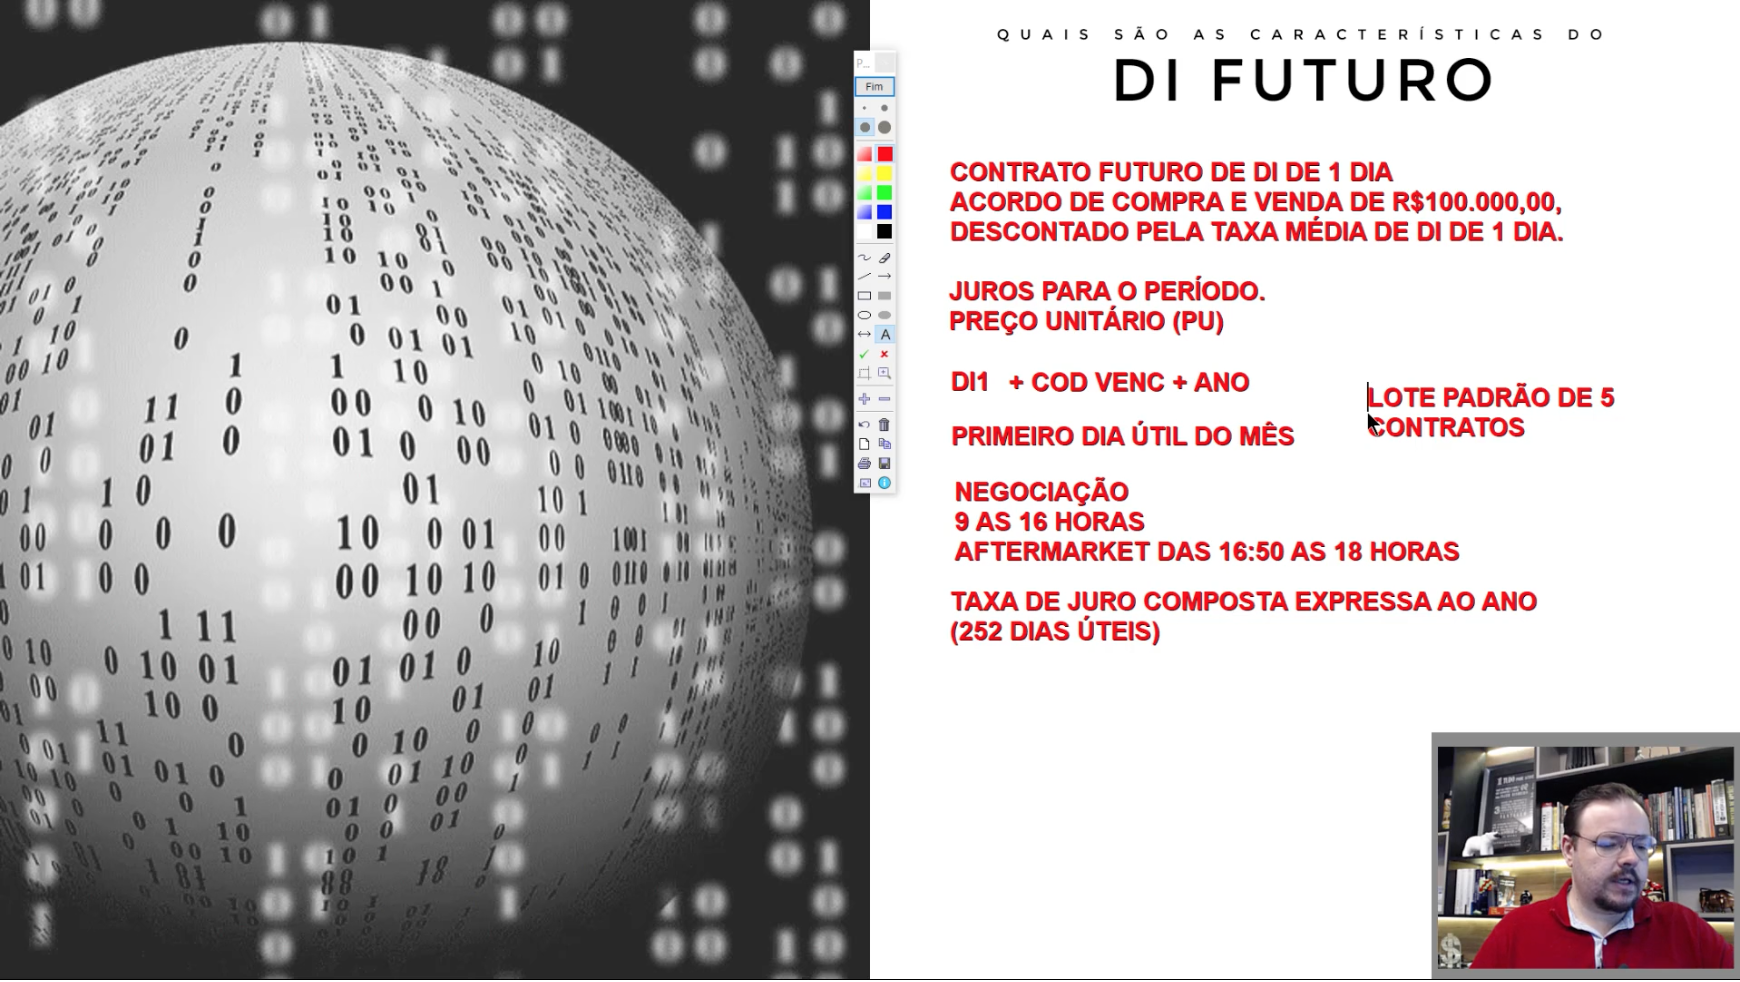 QUAIS SÃO AS CARACTERÍSTICAS DO
DI FUTURO
P...
Fim
A
CONTRATO FUTURO DE DI DE 1 DIA
ACORDO DE COMPRA E VENDA DE R$100.000,00,
DESCONTADO PELA TAXA MÉDIA DE DI DE 1 DIA.
JUROS PARA O PERÍODO.
PREÇO UNITÁRIO (PU)
DI1 + COD VENC + ANO
LOTE PADRÃO DE 5
CONTRATOS
PRIMEIRO DIA ÚTIL DO MÊS
NEGOCIAÇÃO
9 AS 16 HORAS
AFTERMARKET DAS 16:50 AS 18 HORAS
TAXA DE JURO COMPOSTA EXPRESSA AO ANO
(252 DIAS ÚTEIS)